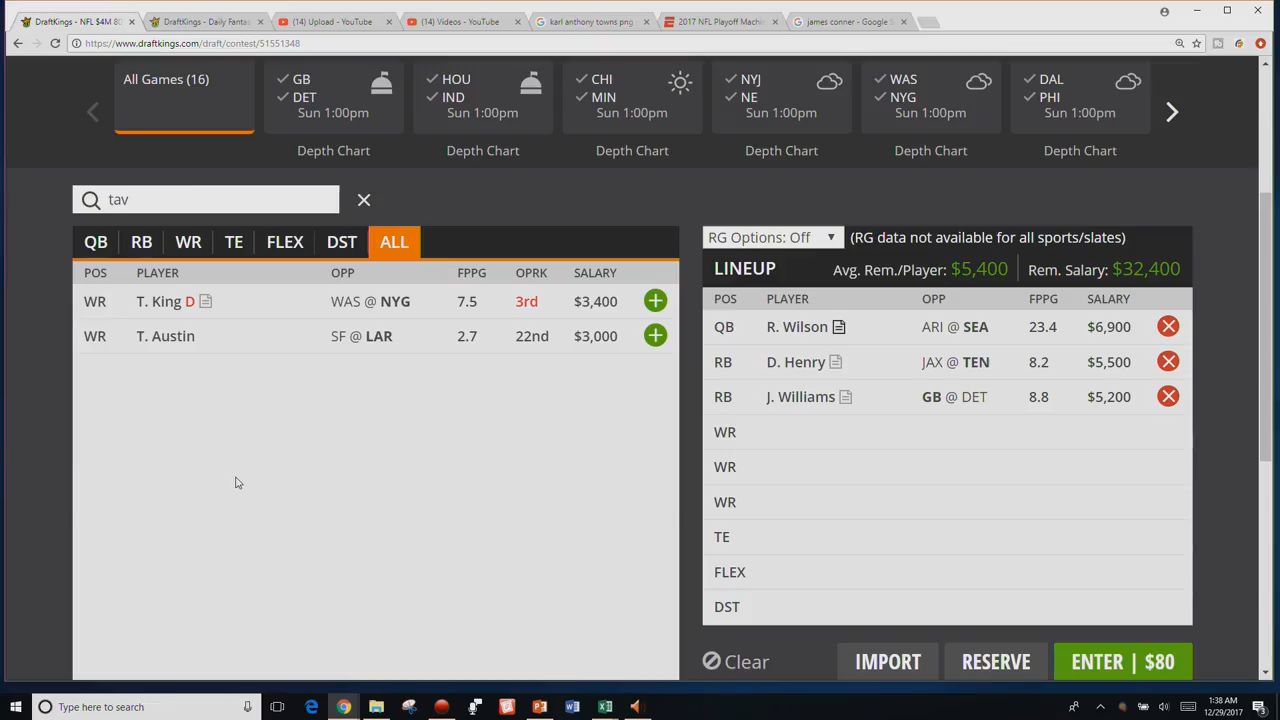 DraftKings - NFL $4M 80
DraftKings - Daily Fantas
(14) Upload - YouTube
(14) Videos - YouTube
karl anthony towns png
2017 NFL Playoff Machin
james conner - Google S
https://www.draftkings.com/draft/contest/51551348
All Games (16)
GB
DET
Sun 1:00pm
HOU
IND
Sun 1:00pm
CHI
MIN
Sun 1:00pm
NYJ
NE
Sun 1:00pm
WAS
NYG
Sun 1:00pm
DAL
PHI
Sun 1:00pm
Depth Chart
Depth Chart
Depth Chart
Depth Chart
Depth Chart
Depth Chart
tav
QB RB WR TE FLEX DST ALL
POS PLAYER OPP FPPG OPRK SALARY
WR T. King D WAS @ NYG 7.5 3rd $3,400
WR T. Austin SF @ LAR 2.7 22nd $3,000
RG Options: Off (RG data not available for all sports/slates)
LINEUP Avg. Rem./Player: $5,400 Rem. Salary: $32,400
POS PLAYER OPP FPPG SALARY
QB R. Wilson ARI @ SEA 23.4 $6,900
RB D. Henry JAX @ TEN 8.2 $5,500
RB J. Williams GB @ DET 8.8 $5,200
WR
WR
WR
TE
FLEX
DST
Clear IMPORT RESERVE ENTER | $80
Type here to search
1:38 AM
12/29/2017